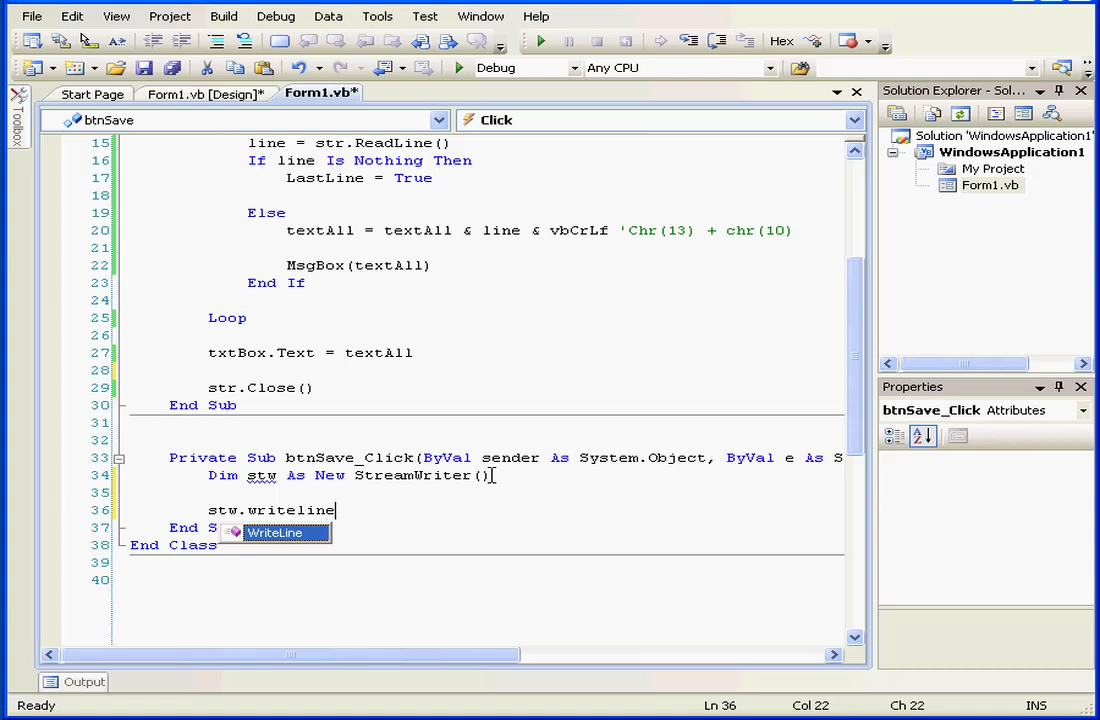 File Edit View Project Build Debug Data Tools Test Window Help
Hex
Debug Any CPU
Start Page Form1.vb [Design]* Form1.vb*
Solution Explorer - Sol...
btnSave Click
Toolbox
Solution 'WindowsApplication1'
WindowsApplication1
My Project
Form1.vb
15 line = str.ReadLine()
16 If line Is Nothing Then
17 LastLine = True
18
19 Else
20 textAll = textAll & line & vbCrLf 'Chr(13) + chr(10)
21
22 MsgBox(textAll)
23 End If
24
25 Loop
26
27 txtBox.Text = textAll
28
29 str.Close()
30 End Sub
31
32
33 Private Sub btnSave_Click(ByVal sender As System.Object, ByVal e As S
34 Dim stw As New StreamWriter()
35
36 stw.writeline
37 End S
WriteLine
38 End Class
39
40
Properties
btnSave_Click Attributes
Output
Ready Ln 36 Col 22 Ch 22 INS